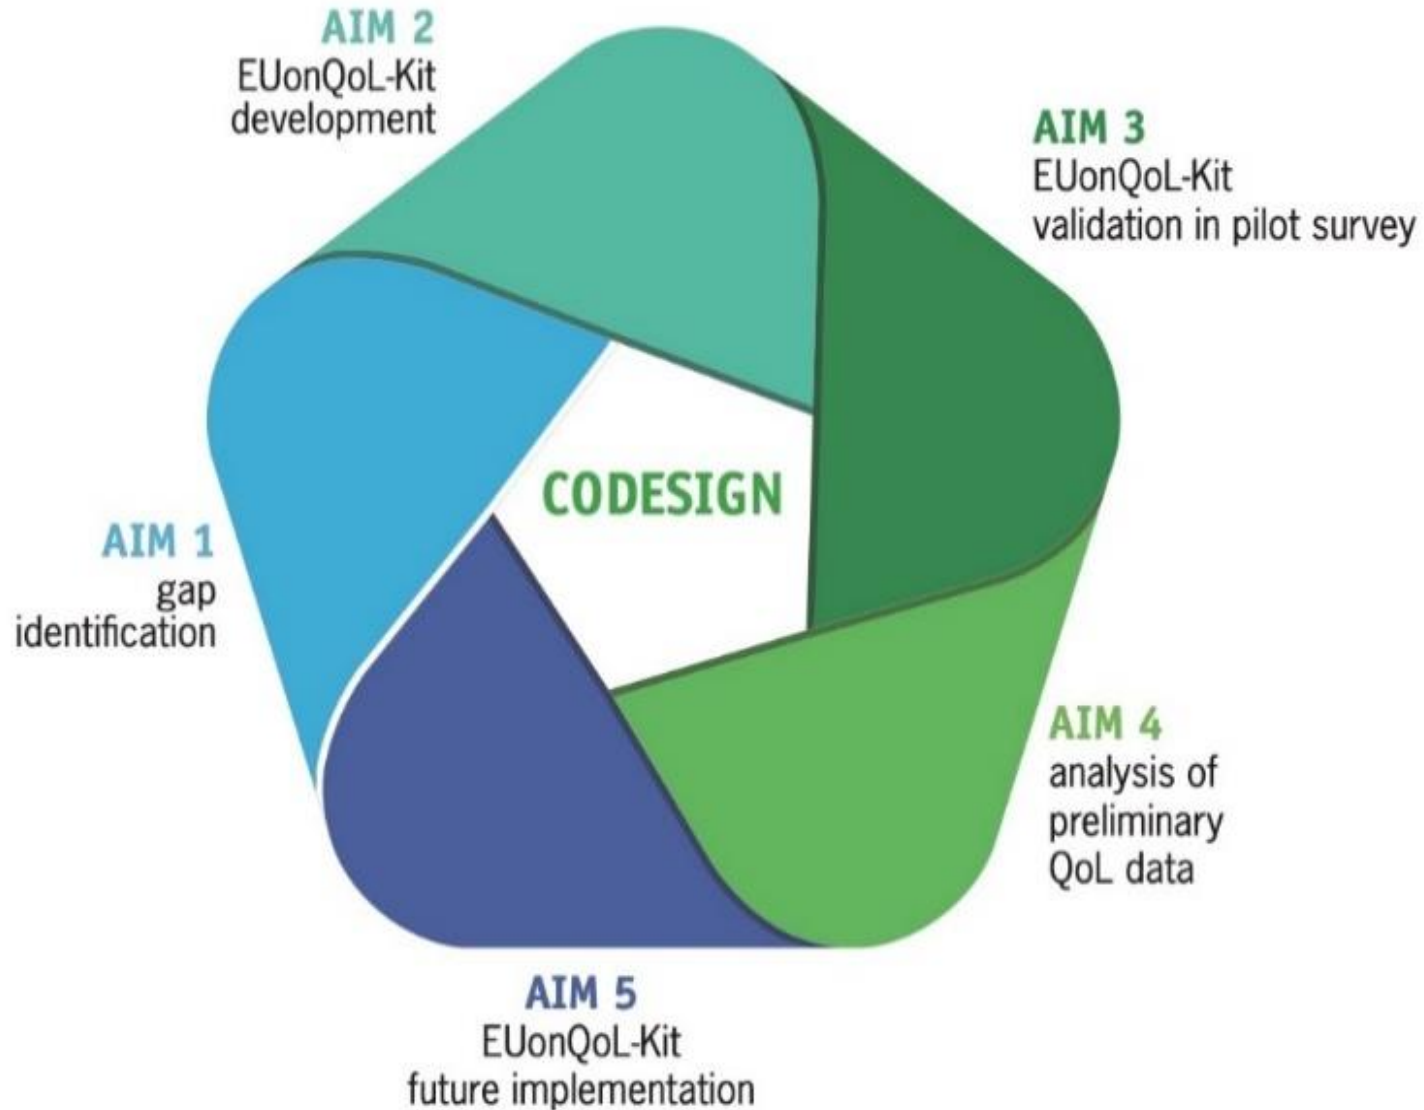 AIM 2
EUonQoL-Kit
development
AIM 3
EUonQoL-Kit
validation in pilot survey
CODESIGN
AIM 1
gap
identification
AIM 4
analysis of
preliminary
QoL data
AIM 5
EUonQoL-Kit
future implementation